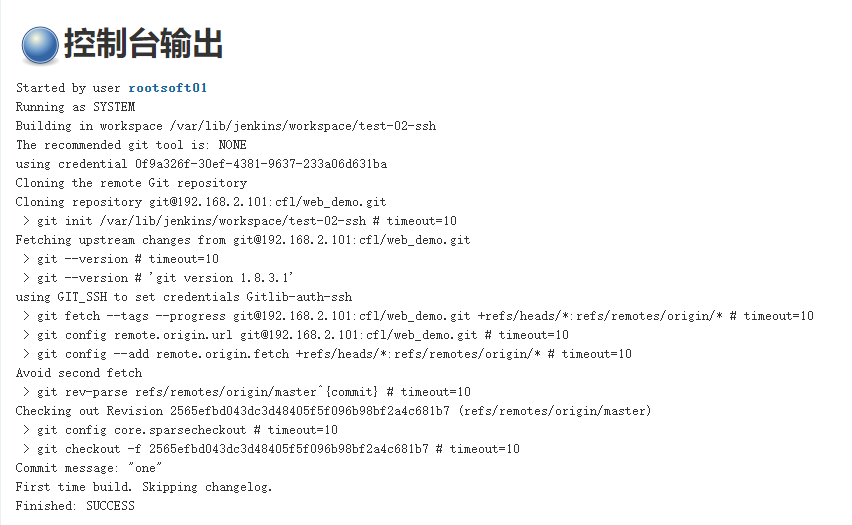 控制台输出
Started by user rootsoft01
Running as SYSTEM
Building in workspace /var/lib/jenkins/workspace/test-02-ssh
The recommended git tool is: NONE
using credential 0f9a326f-30ef-4381-9637-233a06d631ba
Cloning the remote Git repository
Cloning repository git@192.168.2.101:cfl/web_demo.git
 > git init /var/lib/jenkins/workspace/test-02-ssh # timeout=10
Fetching upstream changes from git@192.168.2.101:cfl/web_demo.git
 > git --version # timeout=10
 > git --version # 'git version 1.8.3.1'
using GIT_SSH to set credentials Gitlib-auth-ssh
 > git fetch --tags --progress git@192.168.2.101:cfl/web_demo.git +refs/heads/*:refs/remotes/origin/* # timeout=10
 > git config remote.origin.url git@192.168.2.101:cfl/web_demo.git # timeout=10
 > git config --add remote.origin.fetch +refs/heads/*:refs/remotes/origin/* # timeout=10
Avoid second fetch
 > git rev-parse refs/remotes/origin/master^{commit} # timeout=10
Checking out Revision 2565efbd043dc3d48405f5f096b98bf2a4c681b7 (refs/remotes/origin/master)
 > git config core.sparsecheckout # timeout=10
 > git checkout -f 2565efbd043dc3d48405f5f096b98bf2a4c681b7 # timeout=10
Commit message: "one"
First time build. Skipping changelog.
Finished: SUCCESS